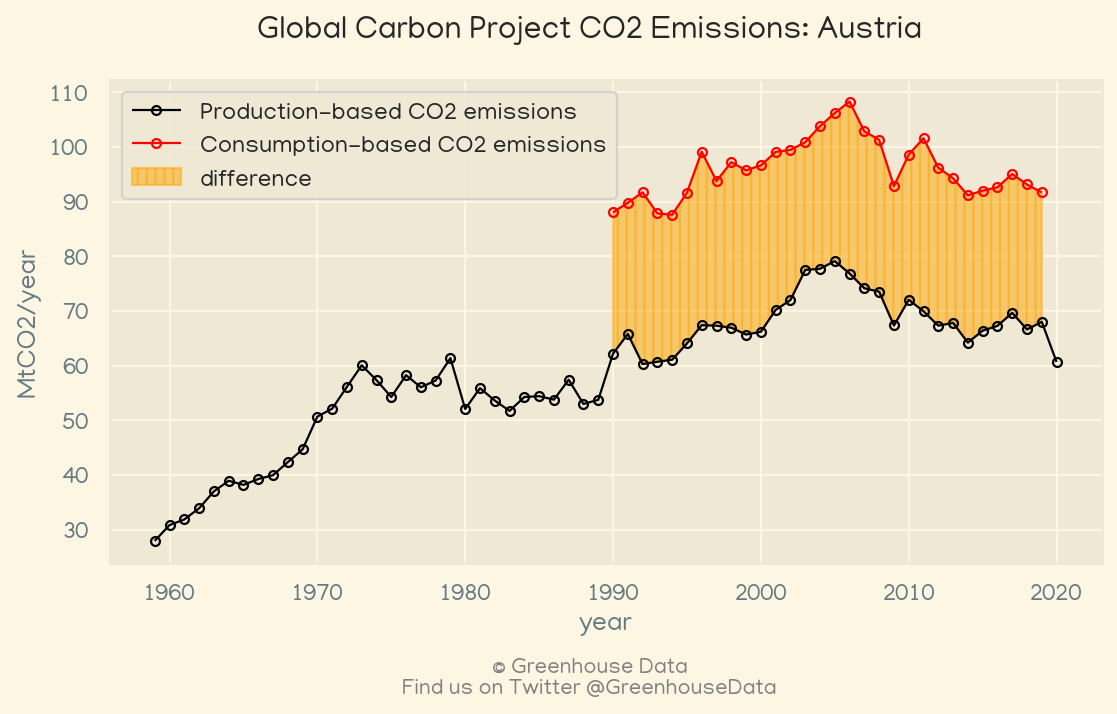 Global Carbon Project CO2 Emissions: Austria
Production-based CO2 emissions
Consumption-based CO2 emissions
difference
MtCO2/year
110
100
90
80
70
60
50
40
30
1960 1970 1980 1990 2000 2010 2020
year
© Greenhouse Data
Find us on Twitter @GreenhouseData